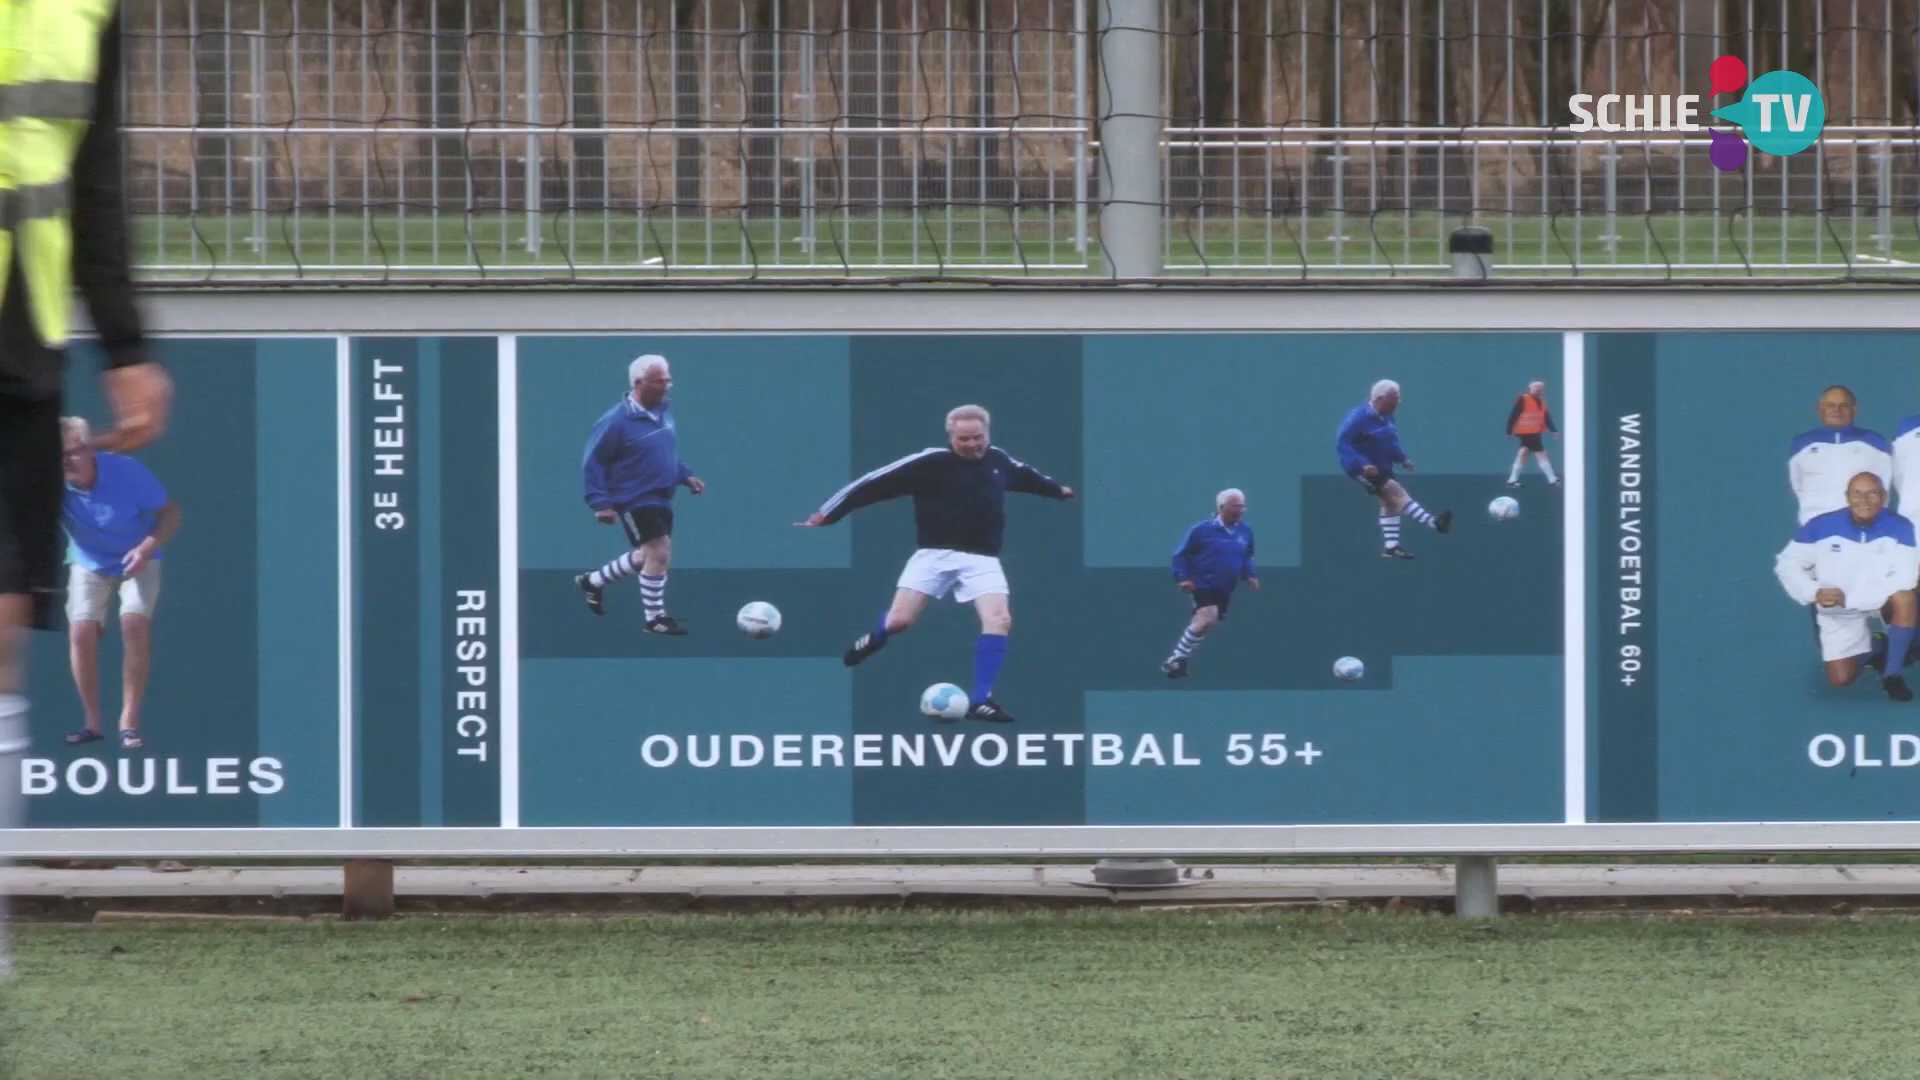 SCHIE TV
BOULES
3E HELFT
RESPECT
OUDERENVOETBAL 55+
WANDELVOETBAL 60+
OLD